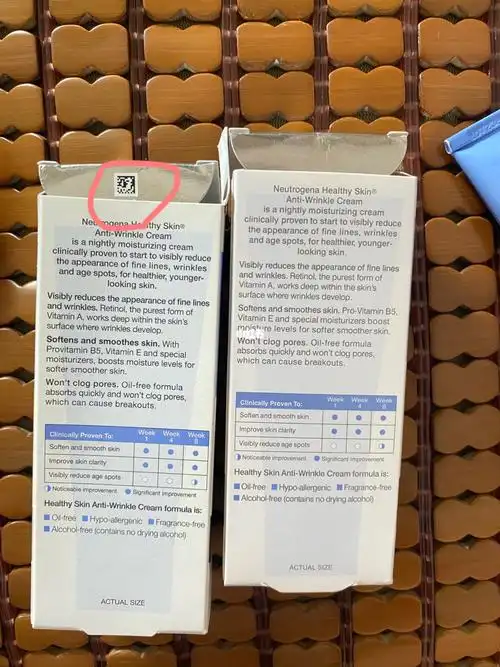 Neutrogena Healthy Skin®
Anti-Wrinkle Cream
is a nightly moisturizing cream
clinically proven to start to visibly reduce
the appearance of fine lines, wrinkles
and age spots, for healthier, younger-
looking skin.
Visibly reduces the appearance of fine lines
and wrinkles. Retinol, the purest form of
Vitamin A, works deep within the skin's
surface where wrinkles develop.
Softens and smoothes skin. With
Provitamin B5, Vitamin E and special
moisturizers, boosts moisture levels for
softer smoother skin.
Won't clog pores. Oil-free formula
absorbs quickly and won't clog pores,
which can cause breakouts.
Clinically Proven To: Week 1 Week 4 Week 8
Soften and smooth skin
Improve skin clarity
Visibly reduce age spots
Noticeable improvement Significant improvement
Healthy Skin Anti-Wrinkle Cream formula is:
Oil-free Hypo-allergenic Fragrance-free
Alcohol-free (contains no drying alcohol)
ACTUAL SIZE
Neutrogena Healthy Skin®
Anti-Wrinkle Cream
is a nightly moisturizing cream
clinically proven to start to visibly reduce
the appearance of fine lines, wrinkles
and age spots, for healthier, younger-
looking skin.
Visibly reduces the appearance of fine lines
and wrinkles. Retinol, the purest form of
Vitamin A, works deep within the skin's
surface where wrinkles develop.
Softens and smoothes skin. Pro-Vitamin B5,
Vitamin E and special moisturizers boost
moisture levels for softer smoother skin.
Won't clog pores. Oil-free formula
absorbs quickly and won't clog pores,
which can cause breakouts.
Clinically Proven To: Week 1 Week 4 Week 8
Soften and smooth skin
Improve skin clarity
Visibly reduce age spots
Noticeable improvement Significant improvement
Healthy Skin Anti-Wrinkle Cream formula is:
Oil-free Hypo-allergenic Fragrance-free
Alcohol-free (contains no drying alcohol)
ACTUAL SIZE